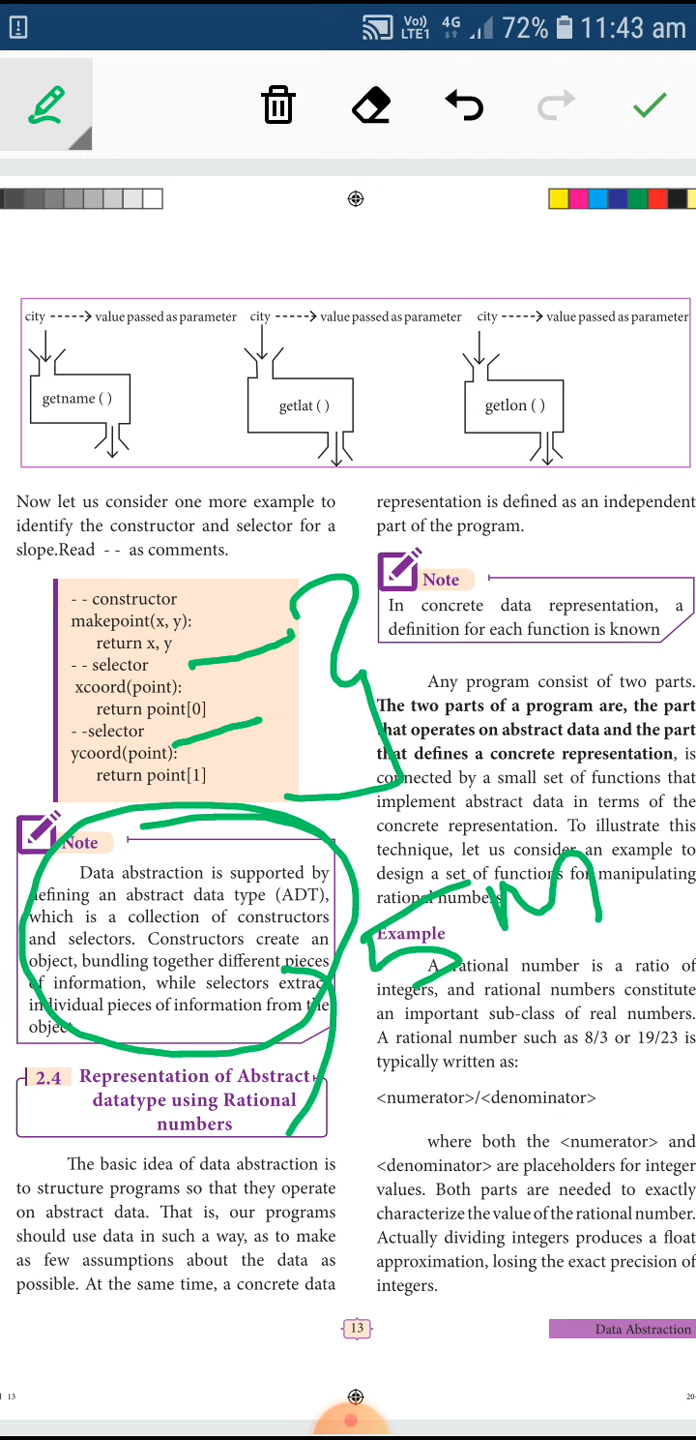 Vo)) LTE1 4G 72% 11:43 am
city value passed as parameter city value passed as parameter city value passed as parameter
getname ( ) getlat ( ) getlon ( )
Now let us consider one more example to
identify the constructor and selector for a
slope.Read - - as comments.
- - constructor
makepoint(x, y):
return x, y
- - selector
xcoord(point):
return point[0]
- -selector
ycoord(point):
return point[1]
Note
Data abstraction is supported by
defining an abstract data type (ADT),
which is a collection of constructors
and selectors. Constructors create an
object, bundling together different pieces
of information, while selectors extract
individual pieces of information from the
object.
2.4 Representation of Abstract
datatype using Rational
numbers
The basic idea of data abstraction is
to structure programs so that they operate
on abstract data. That is, our programs
should use data in such a way, as to make
as few assumptions about the data as
possible. At the same time, a concrete data
representation is defined as an independent
part of the program.
Note
In concrete data representation, a
definition for each function is known
Any program consist of two parts.
The two parts of a program are, the part
that operates on abstract data and the part
that defines a concrete representation, is
connected by a small set of functions that
implement abstract data in terms of the
concrete representation. To illustrate this
technique, let us consider an example to
design a set of functions for manipulating
rational numbers.
5 m
Example
A rational number is a ratio of
integers, and rational numbers constitute
an important sub-class of real numbers.
A rational number such as 8/3 or 19/23 is
typically written as:
<numerator>/<denominator>
where both the <numerator> and
<denominator> are placeholders for integer
values. Both parts are needed to exactly
characterize the value of the rational number.
Actually dividing integers produces a float
approximation, losing the exact precision of
integers.
13
Data Abstraction
13
20